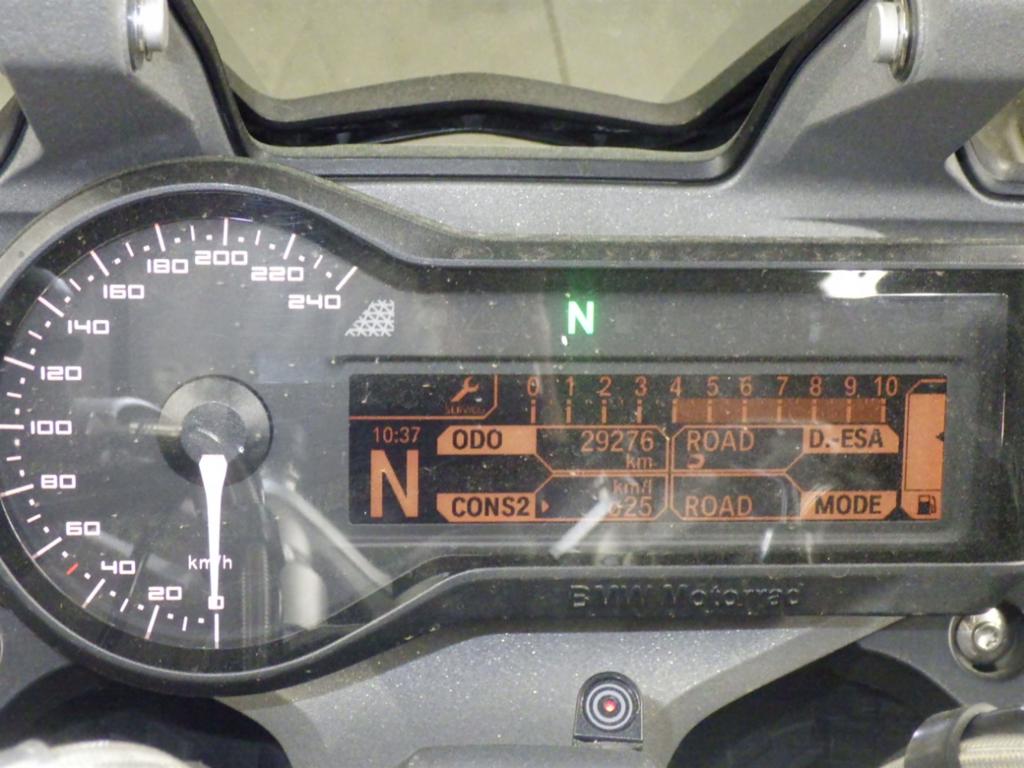 240
220
200
180
160
140
120
100
80
60
40
20
0
km/h
N
SERVICE
0 1 2 3 4 5 6 7 8 9 10
10:37
N
ODO 29276 km
ROAD D.-ESA
CONS2 km/l
ROAD MODE
BMW Motorrad